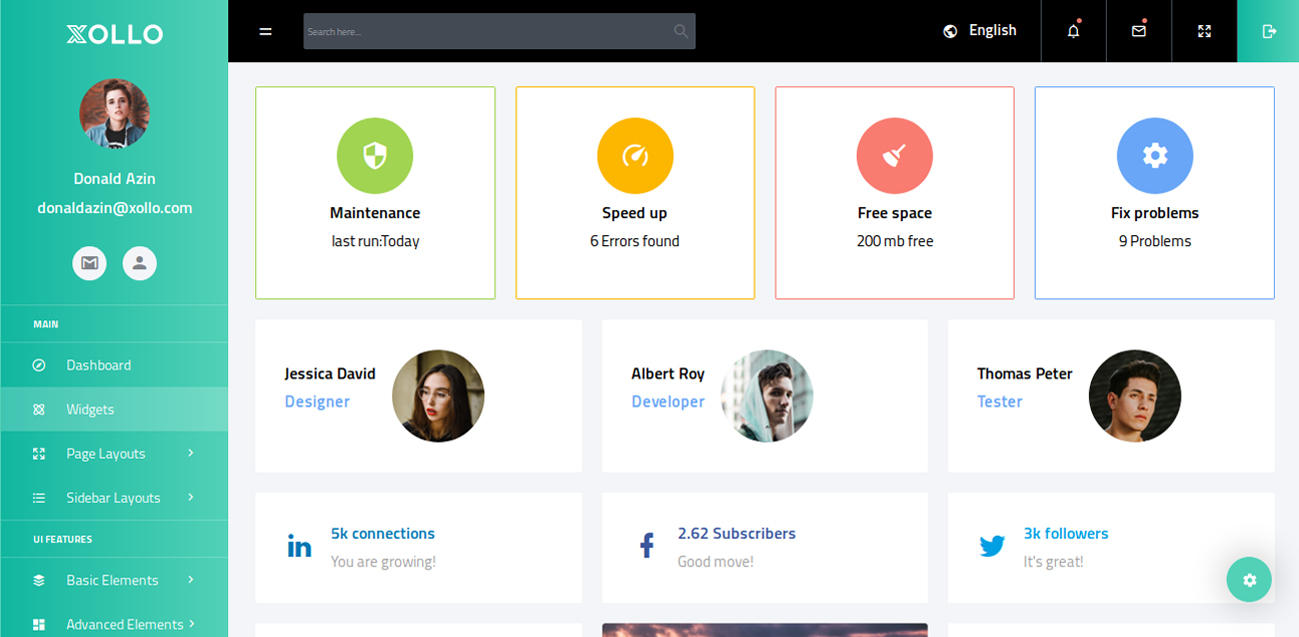 XOLLO
Search here...
English
Donald Azin
donaldazin@xollo.com
MAIN
Dashboard
Widgets
Page Layouts
Sidebar Layouts
UI FEATURES
Basic Elements
Advanced Elements
Maintenance
last run:Today
Speed up
6 Errors found
Free space
200 mb free
Fix problems
9 Problems
Jessica David
Designer
Albert Roy
Developer
Thomas Peter
Tester
5k connections
You are growing!
2.62 Subscribers
Good move!
3k followers
It's great!